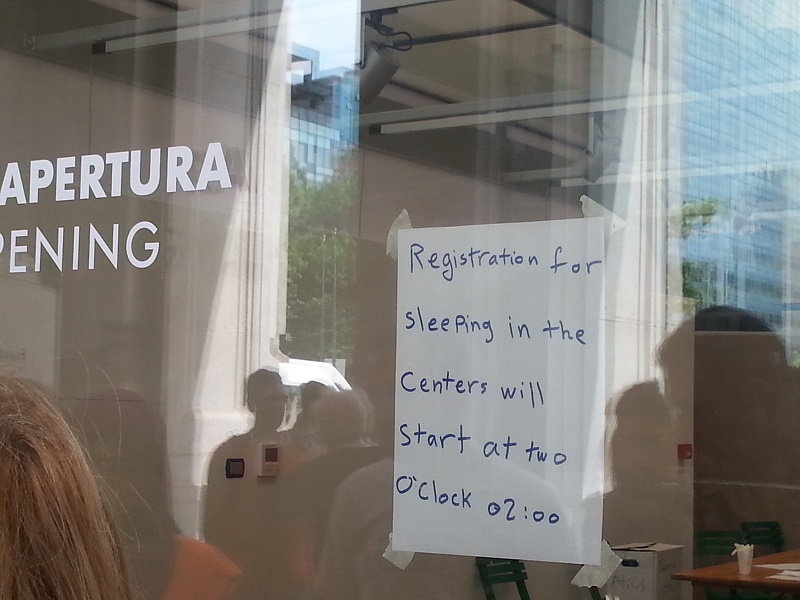 APERTURA
PENING
Registration for
sleeping in the
Centers will
Start at two
O'Clock 02:00